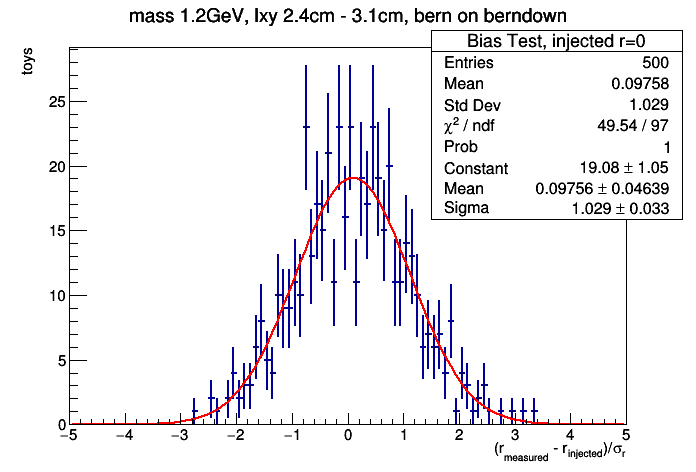 mass 1.2GeV, lxy 2.4cm - 3.1cm, bern on berndown
Bias Test, injected r=0
Entries 500
Mean 0.09758
Std Dev 1.029
χ² / ndf 49.54 / 97
Prob 1
Constant 19.08 ± 1.05
Mean 0.09756 ± 0.04639
Sigma 1.029 ± 0.033
toys
25
20
15
10
5
0
−5 −4 −3 −2 −1 0 1 2 3 4 5
(r_measured - r_injected)/σ_r